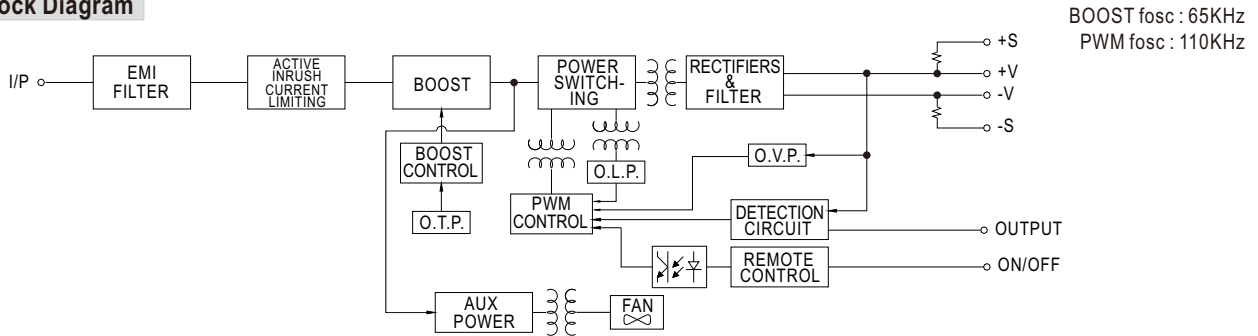 ock Diagram
BOOST fosc : 65KHz
PWM fosc : 110KHz
I/P
EMI
FILTER
ACTIVE
INRUSH
CURRENT
LIMITING
BOOST
POWER
SWITCH-
ING
RECTIFIERS
&
FILTER
+S
+V
-V
-S
BOOST
CONTROL
O.T.P.
O.L.P.
O.V.P.
PWM
CONTROL
DETECTION
CIRCUIT
OUTPUT
REMOTE
CONTROL
ON/OFF
AUX
POWER
FAN